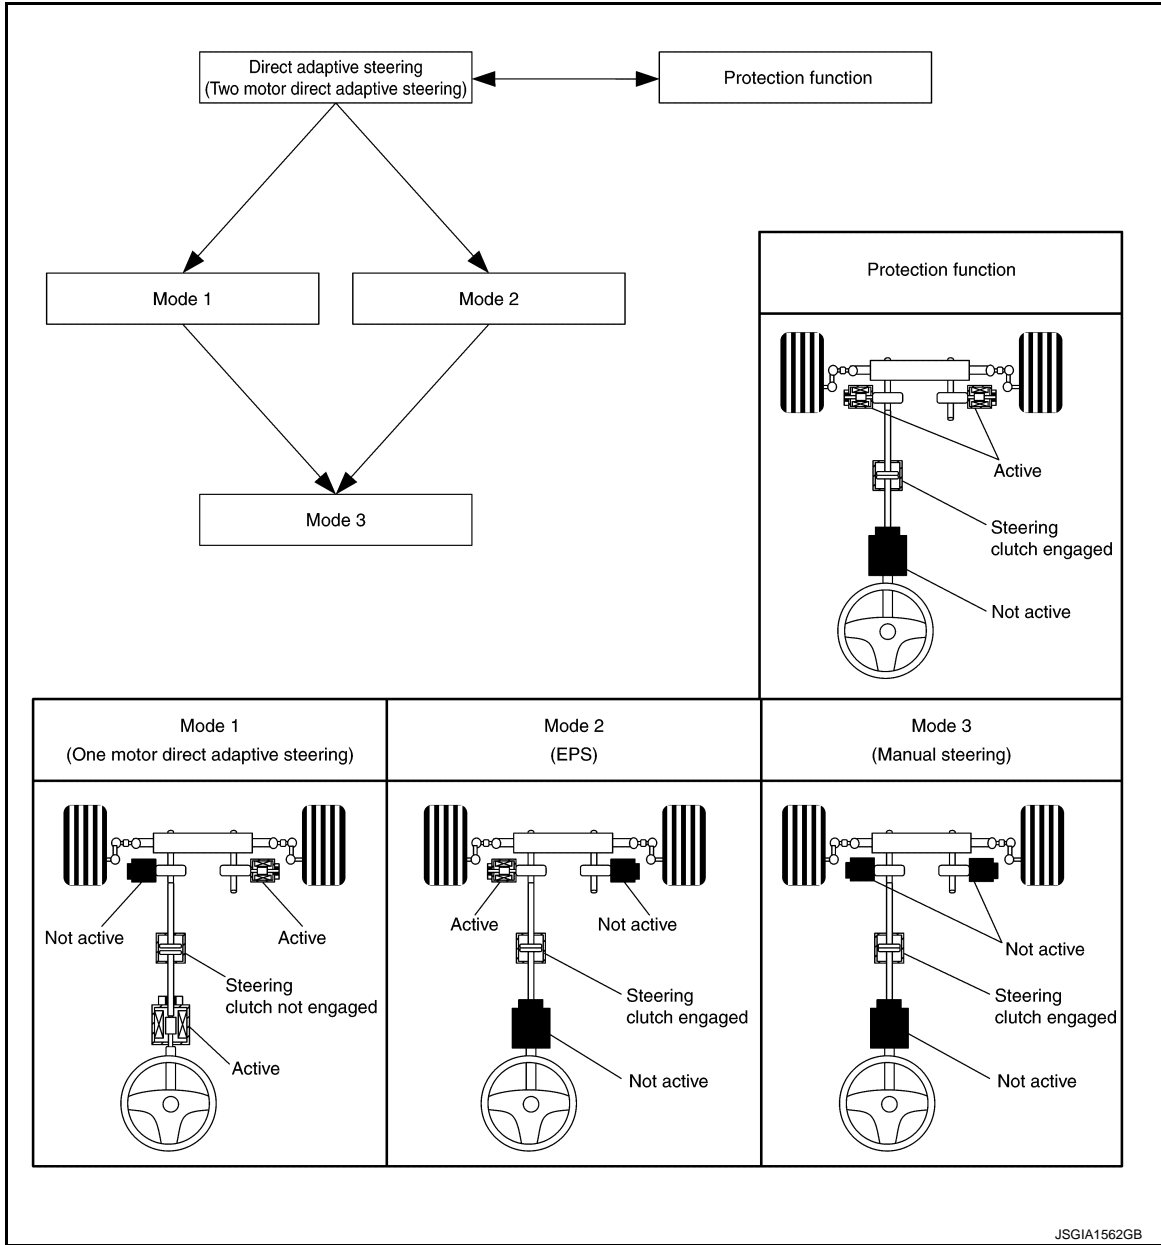 Direct adaptive steering
(Two motor direct adaptive steering)
Protection function
Mode 1
Mode 2
Mode 3
Protection function
Active
Steering
clutch engaged
Not active
Mode 1
(One motor direct adaptive steering)
Not active
Active
Steering
clutch not engaged
Active
Mode 2
(EPS)
Active
Not active
Steering
clutch engaged
Not active
Mode 3
(Manual steering)
Not active
Steering
clutch engaged
Not active
JSGIA1562GB